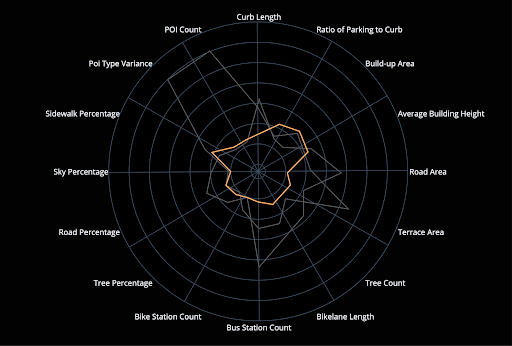 Curb Length
POI Count
Ratio of Parking to Curb
Poi Type Variance
Build-up Area
Sidewalk Percentage
Average Building Height
Sky Percentage
Road Area
Road Percentage
Terrace Area
Tree Percentage
Tree Count
Bike Station Count
Bikelane Length
Bus Station Count